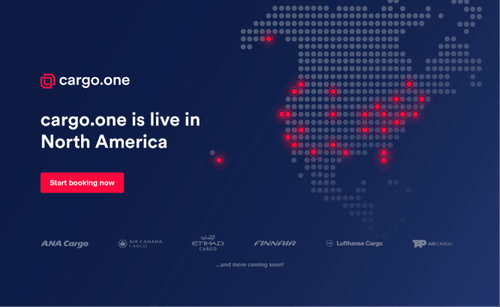 cargo.one
cargo.one is live in
North America
Start booking now
ANA Cargo
AIR CANADA
CARGO
ETIHAD
CARGO
FINNAIR
Lufthansa Cargo
TAP AIR CARGO
...and more coming soon!